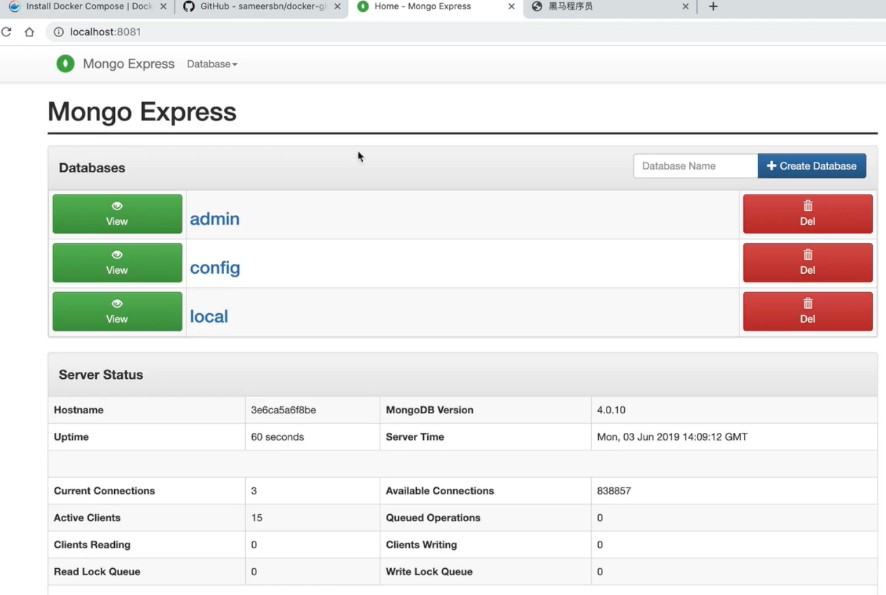 Install Docker Compose | Dock
GitHub - sameersbn/docker-gi
Home - Mongo Express
黑马程序员
localhost:8081
Mongo Express Database
Mongo Express
Databases Database Name Create Database
View admin Del
View config Del
View local Del
Server Status
Hostname 3e6ca5a6f8be MongoDB Version 4.0.10
Uptime 60 seconds Server Time Mon, 03 Jun 2019 14:09:12 GMT
Current Connections 3 Available Connections 838857
Active Clients 15 Queued Operations 0
Clients Reading 0 Clients Writing 0
Read Lock Queue 0 Write Lock Queue 0